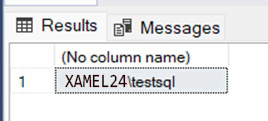 Results Messages
(No column name)
1 XAMEL24\testsql